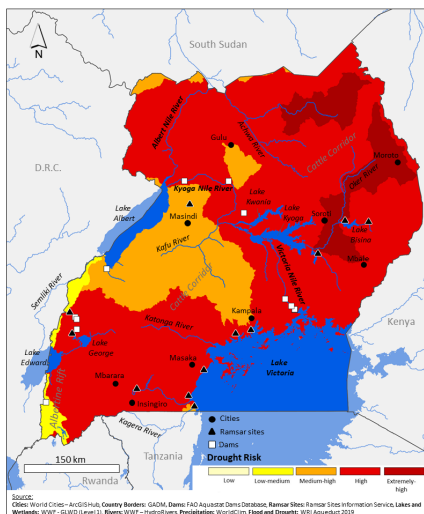 N
South Sudan
Albert Nile River
Achwa River
Gulu
D.R.C.
Cattle Corridor
Moroto
Okere River
Kyoga Nile River
Lake Albert
Lake Kwania
Masindi
Lake Kyoga
Soroti
Lake Bisina
Kafu River
Victoria Nile River
Mbale
Cattle Corridor
Semliki River
Kampala
Katonga River
Kenya
Lake George
Lake Edward
Masaka
Lake Victoria
Albertine Rift
Mbarara
Insingiro
Kagera River
Cities
Ramsar sites
Dams
Tanzania
150 km
Rwanda
Drought Risk
Low
Low-medium
Medium-high
High
Extremely-high
Source:
Cities: World Cities – ArcGIS Hub, Country Borders: GADM, Dams: FAO Aquastat Dams Database, Ramsar Sites: Ramsar Sites Information Service, Lakes and
Wetlands: WWF - GLWD (Level 1), Rivers: WWF – HydroRivers, Precipitation: WorldClim, Flood and Drought: WRI Aqueduct 2019